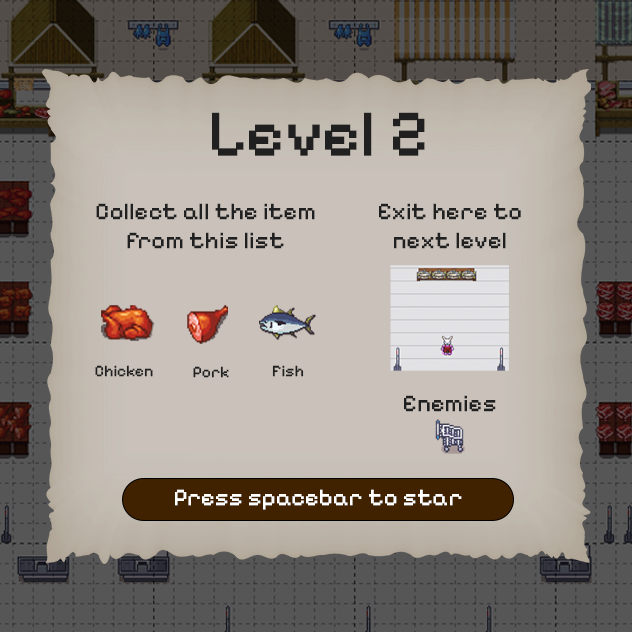 Level 2
Collect all the item
from this list
Exit here to
next level
Chicken
Pork
Fish
Enemies
Press spacebar to star